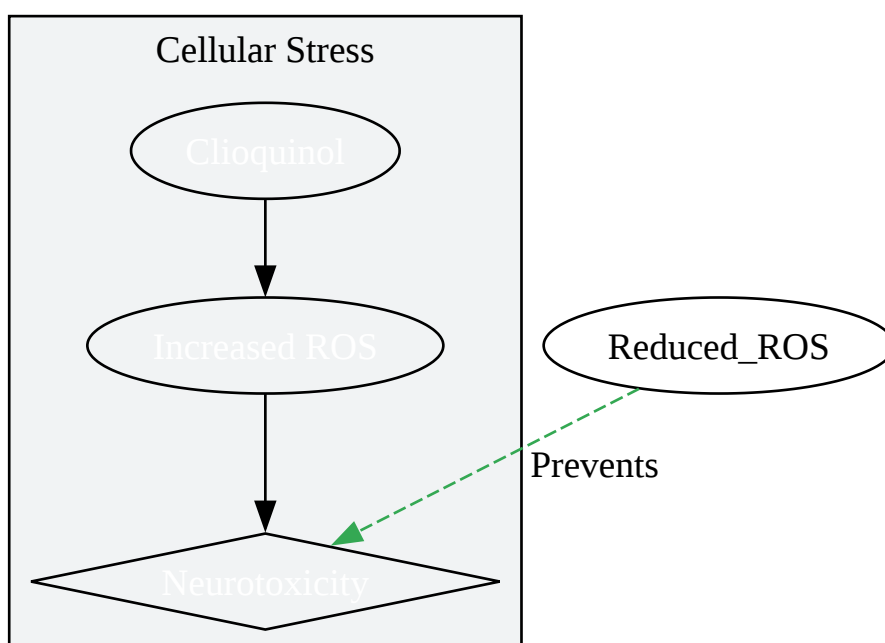 Cellular Stress
Clioquinol
Increased ROS
Reduced_ROS
Prevents
Neurotoxicity